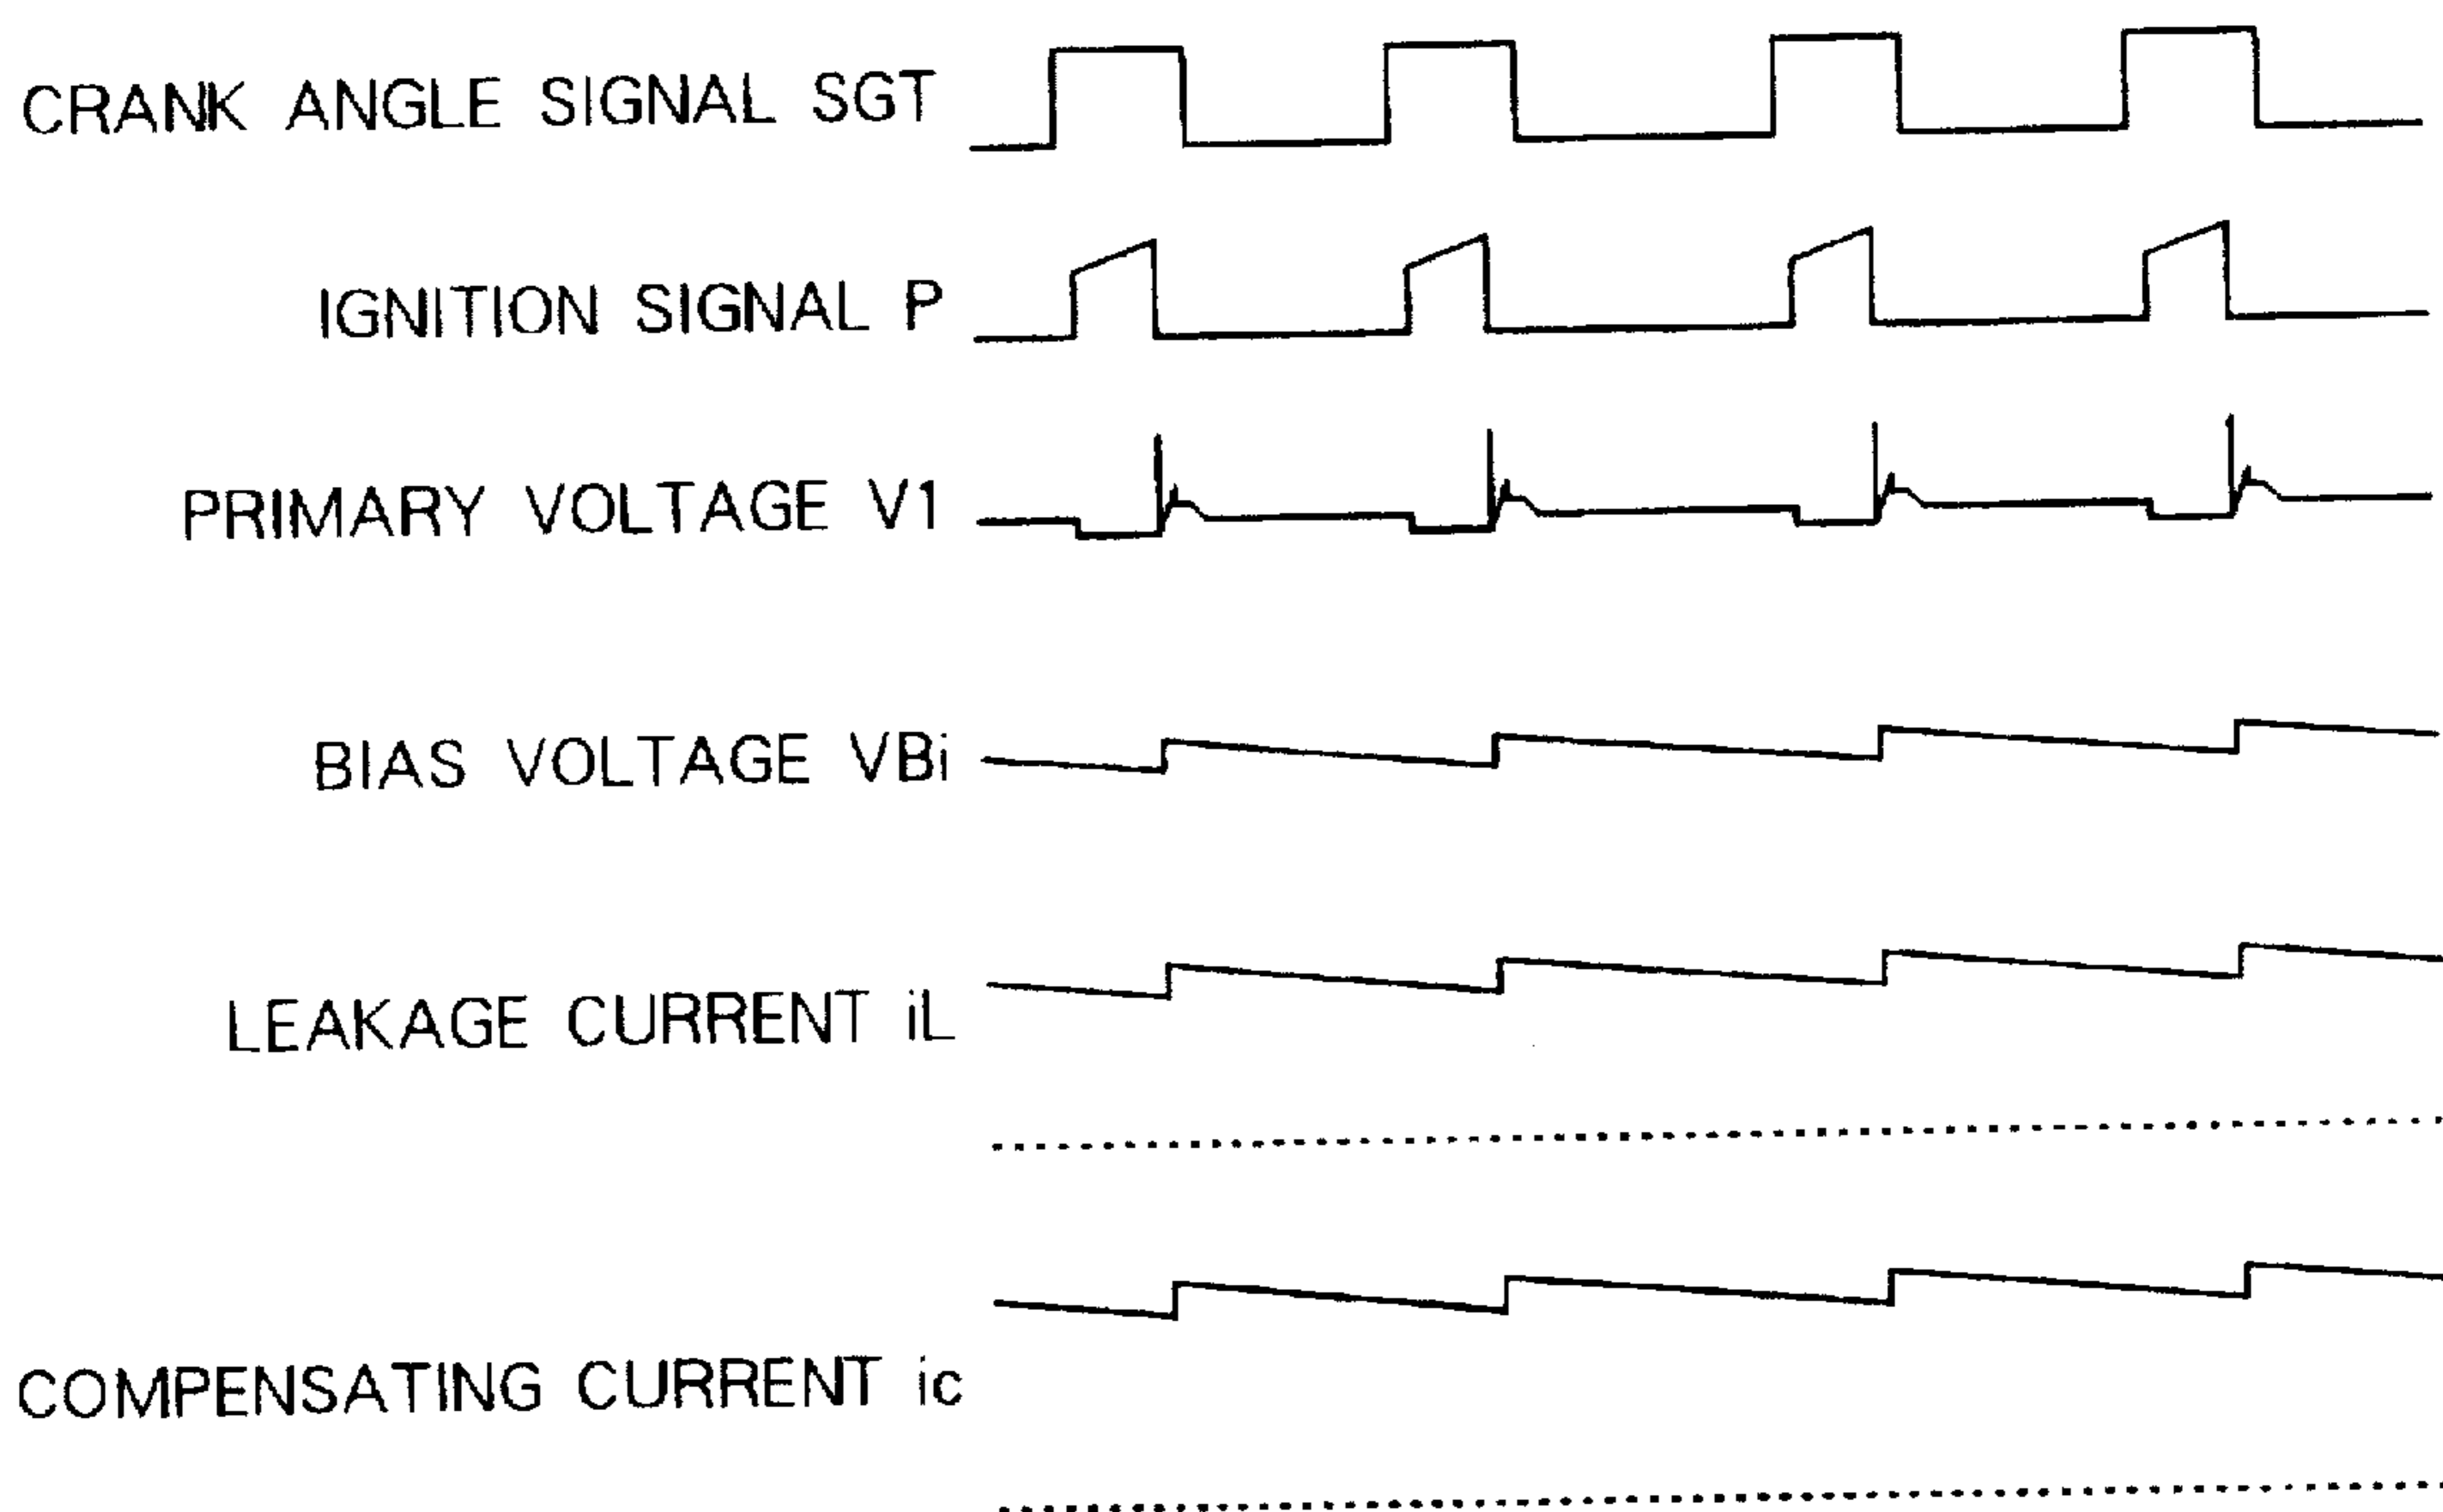 CRANK ANGLE SIGNAL SGT
IGNITION SIGNAL P
PRIMARY VOLTAGE V1
BIAS VOLTAGE VBi
LEAKAGE CURRENT iL
COMPENSATING CURRENT ic